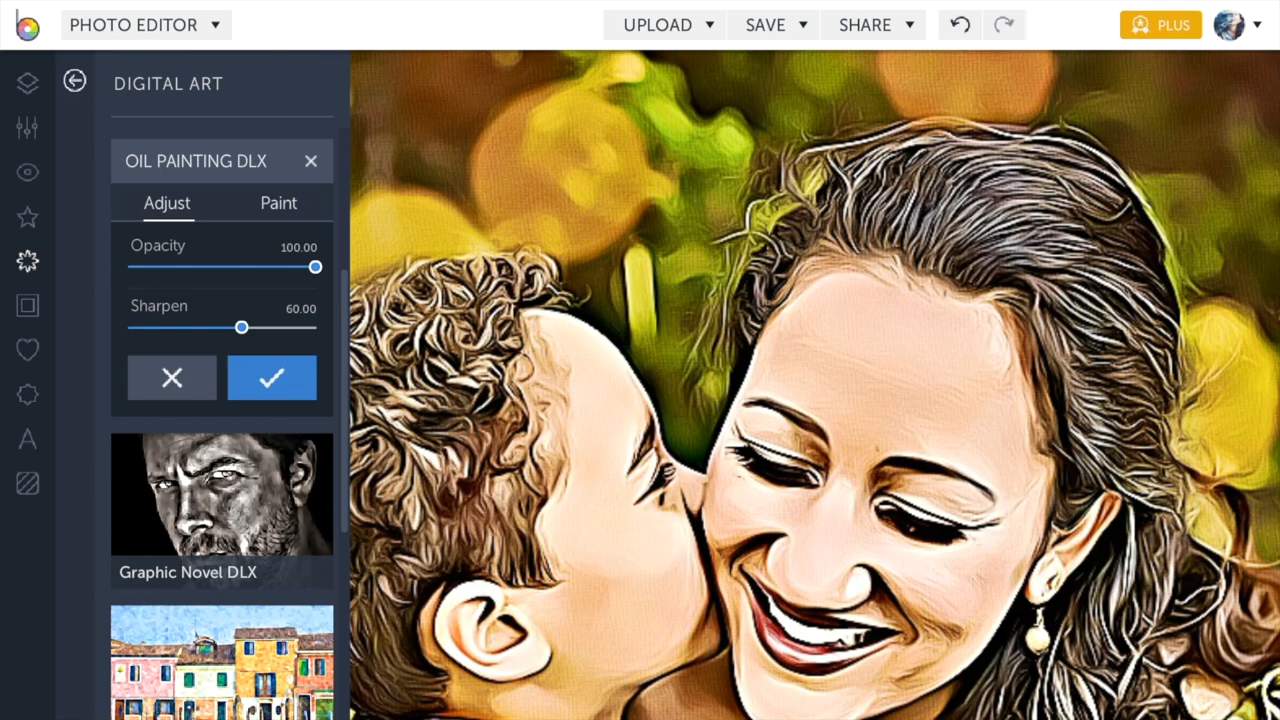 PHOTO EDITOR
UPLOAD
SAVE
SHARE
PLUS
DIGITAL ART
OIL PAINTING DLX
Adjust
Paint
Opacity
100.00
Sharpen
60.00
Graphic Novel DLX